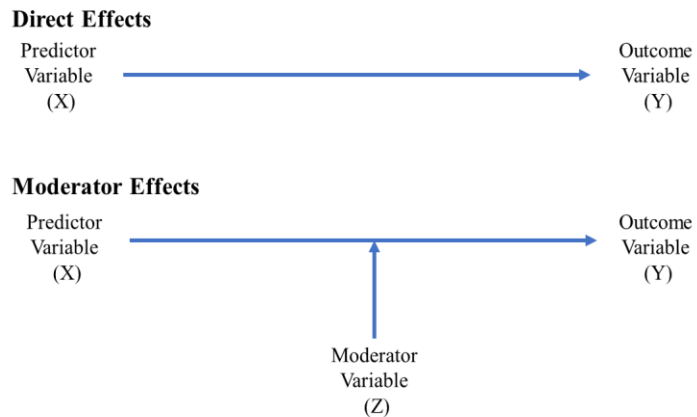 Direct Effects
Predictor
Variable
(X)
Outcome
Variable
(Y)
Moderator Effects
Predictor
Variable
(X)
Outcome
Variable
(Y)
Moderator
Variable
(Z)